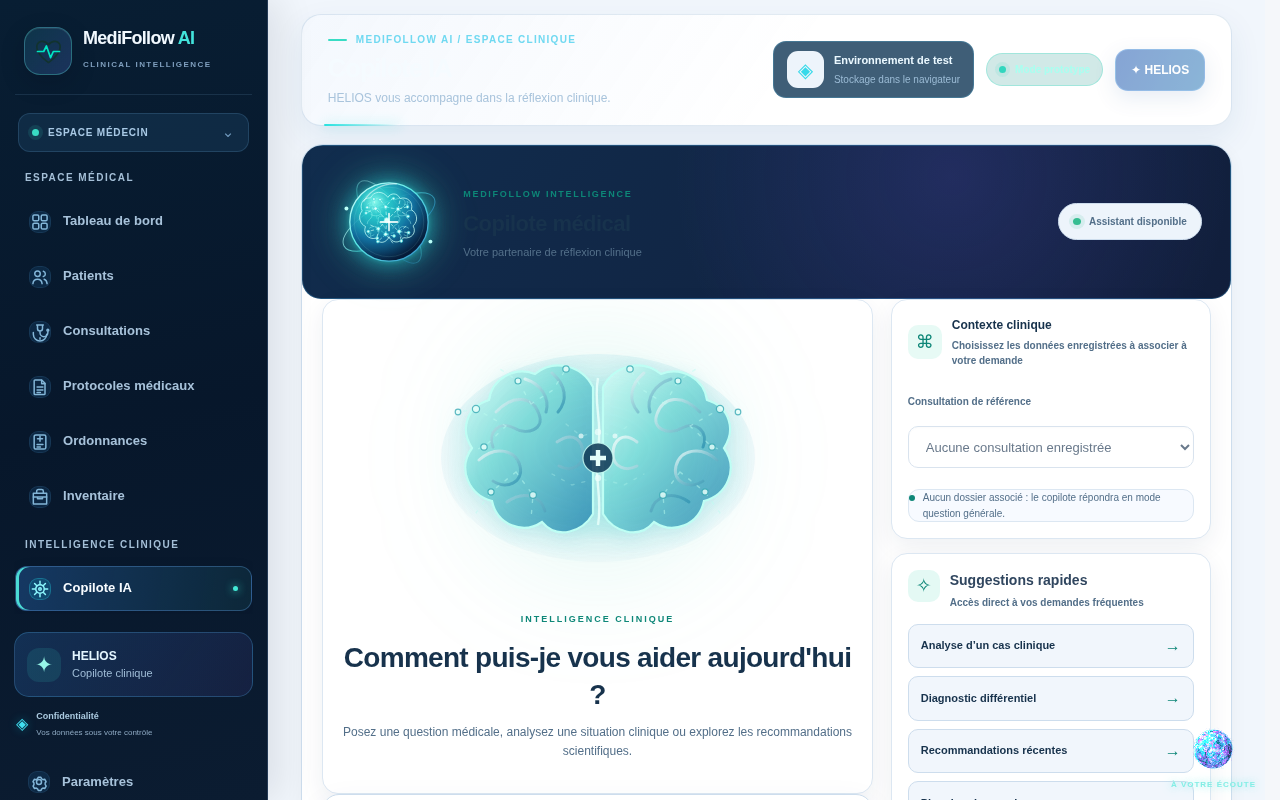 MediFollow AI
CLINICAL INTELLIGENCE
ESPACE MÉDECIN
ESPACE MÉDICAL
Tableau de bord
Patients
Consultations
Protocoles médicaux
Ordonnances
Inventaire
INTELLIGENCE CLINIQUE
Copilote IA
HELIOS
Copilote clinique
Confidentialité
Vos données sous votre contrôle
Paramètres
MEDIFOLLOW AI / ESPACE CLINIQUE
HELIOS vous accompagne dans la réflexion clinique.
Environnement de test
Stockage dans le navigateur
✦ HELIOS
MEDIFOLLOW INTELLIGENCE
Copilote médical
Votre partenaire de réflexion clinique
Assistant disponible
INTELLIGENCE CLINIQUE
Comment puis-je vous aider aujourd'hui
?
Posez une question médicale, analysez une situation clinique ou explorez les recommandations
scientifiques.
Contexte clinique
Choisissez les données enregistrées à associer à
votre demande
Consultation de référence
Aucune consultation enregistrée
Aucun dossier associé : le copilote répondra en mode
question générale.
Suggestions rapides
Accès direct à vos demandes fréquentes
Analyse d'un cas clinique →
Diagnostic différentiel →
Recommandations récentes →
À VOTRE ÉCOUTE